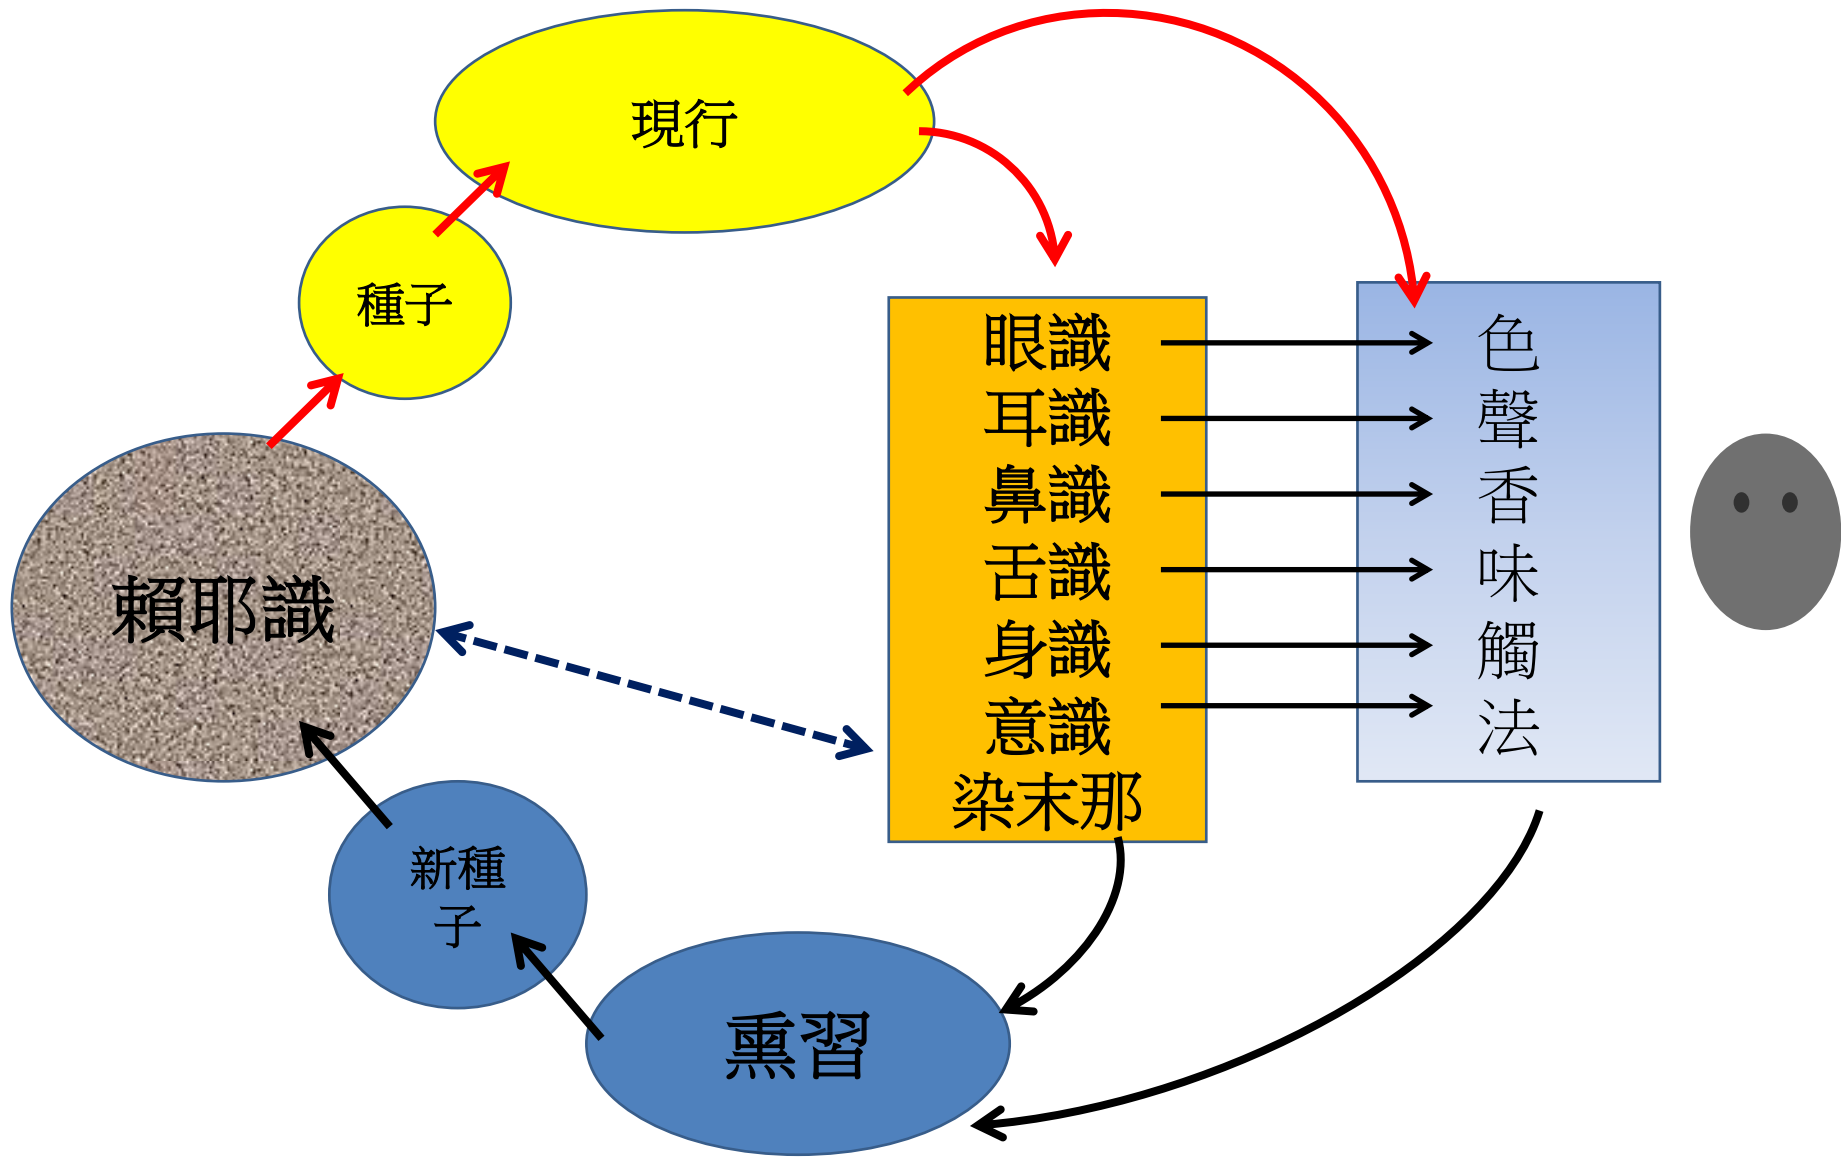 現行
種子
賴耶識
新種
子
熏習
眼識
耳識
鼻識
舌識
身識
意識
染末那
色
聲
香
味
觸
法